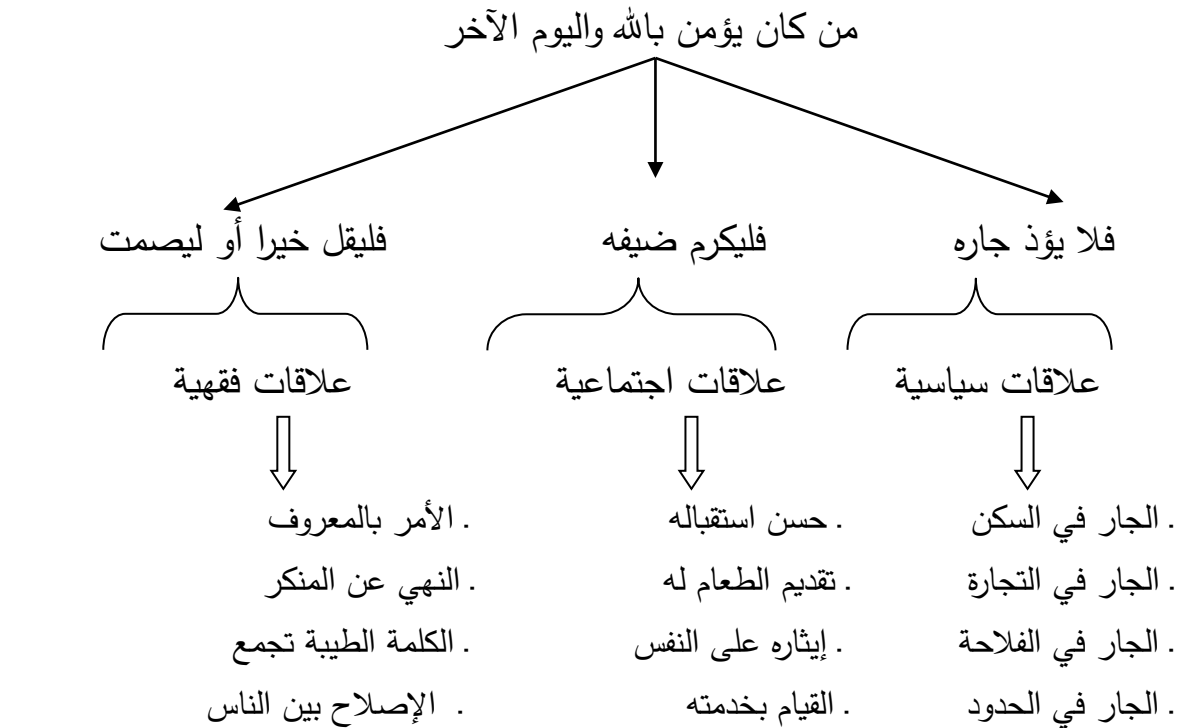 من كان يؤمن بالله واليوم الآخر
فلا يؤذ جاره
فليكرم ضيفه
فليقل خيرا أو ليصمت
علاقات سياسية
علاقات اجتماعية
علاقات فقهية
. الجار في السكن
. الجار في التجارة
. الجار في الفلاحة
. الجار في الحدود
. حسن استقباله
. تقديم الطعام له
. إيثاره على النفس
. القيام بخدمته
. الأمر بالمعروف
. النهي عن المنكر
. الكلمة الطيبة تجمع
. الإصلاح بين الناس